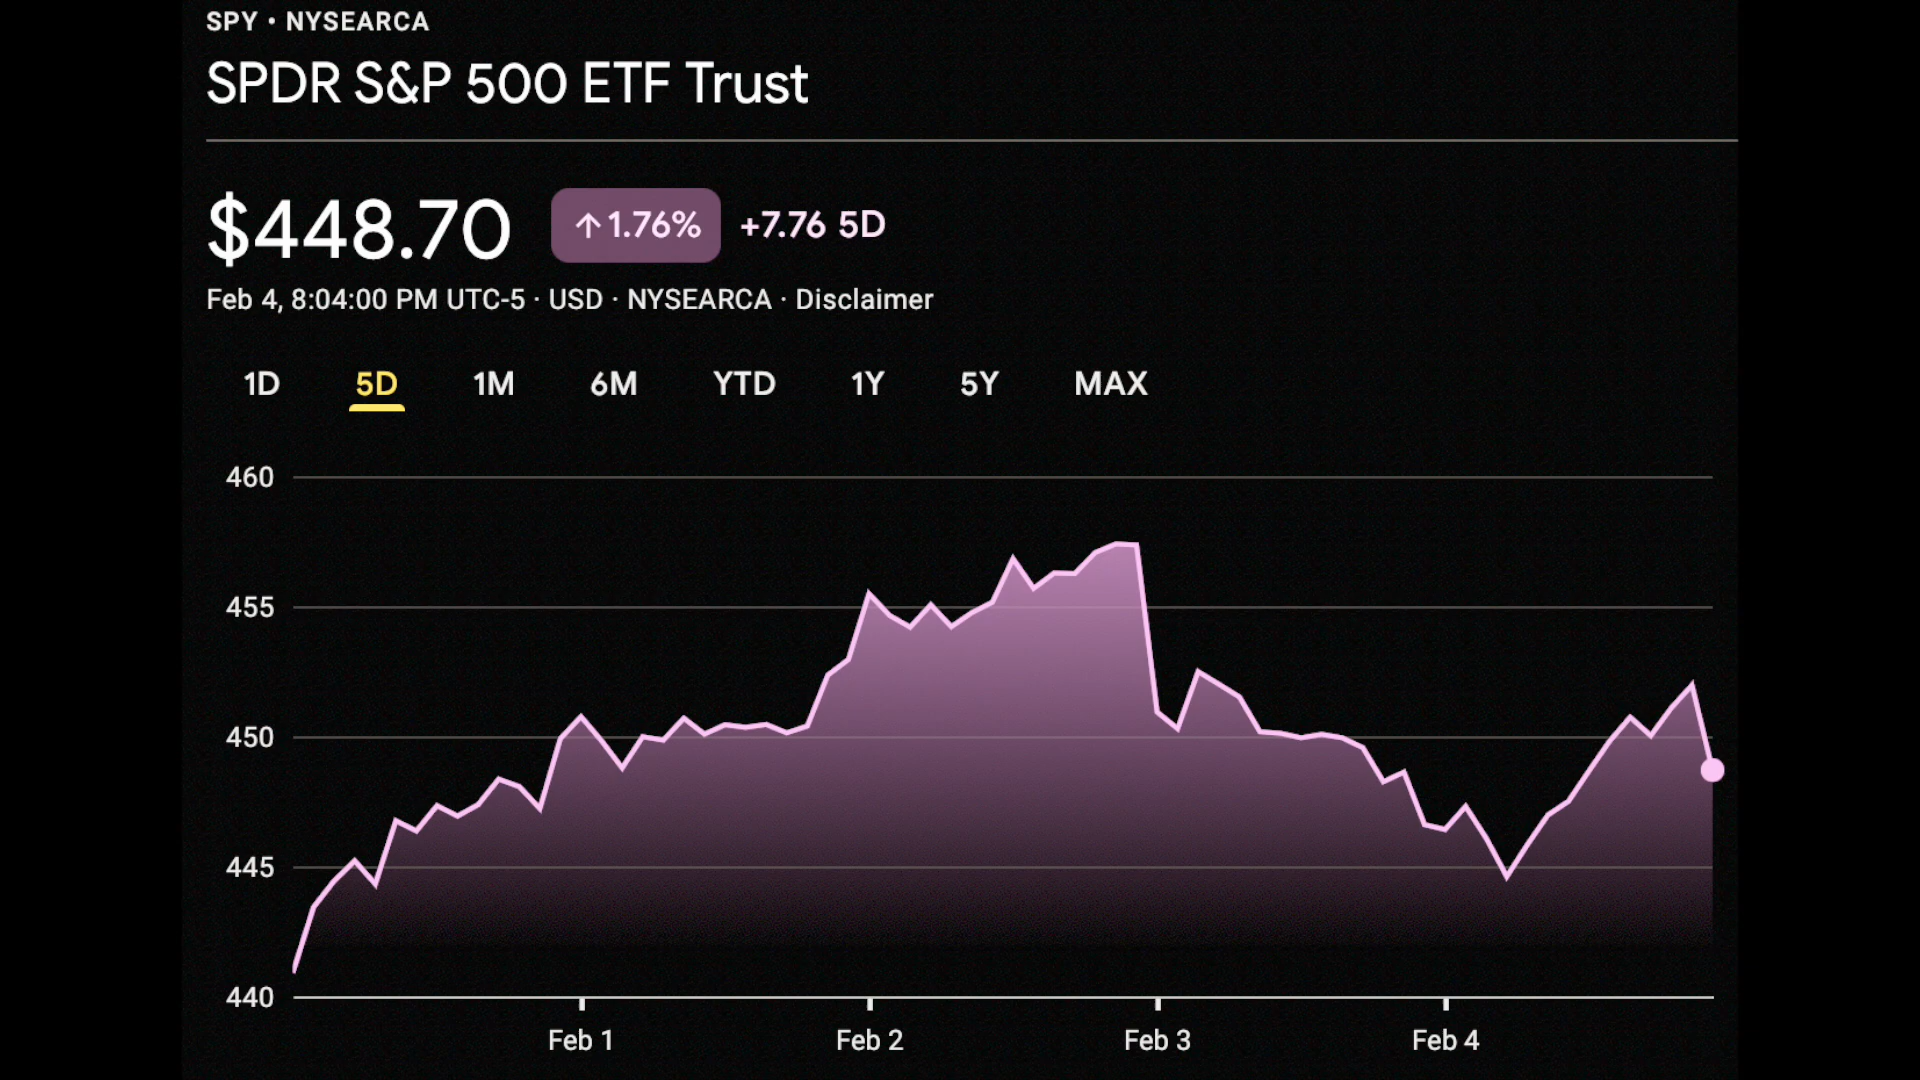 SPY • NYSEARCA
SPDR S&P 500 ETF Trust
$448.70 ↑1.76% +7.76 5D
Feb 4, 8:04:00 PM UTC-5 · USD · NYSEARCA · Disclaimer
1D 5D 1M 6M YTD 1Y 5Y MAX
460
455
450
445
440
Feb 1 Feb 2 Feb 3 Feb 4